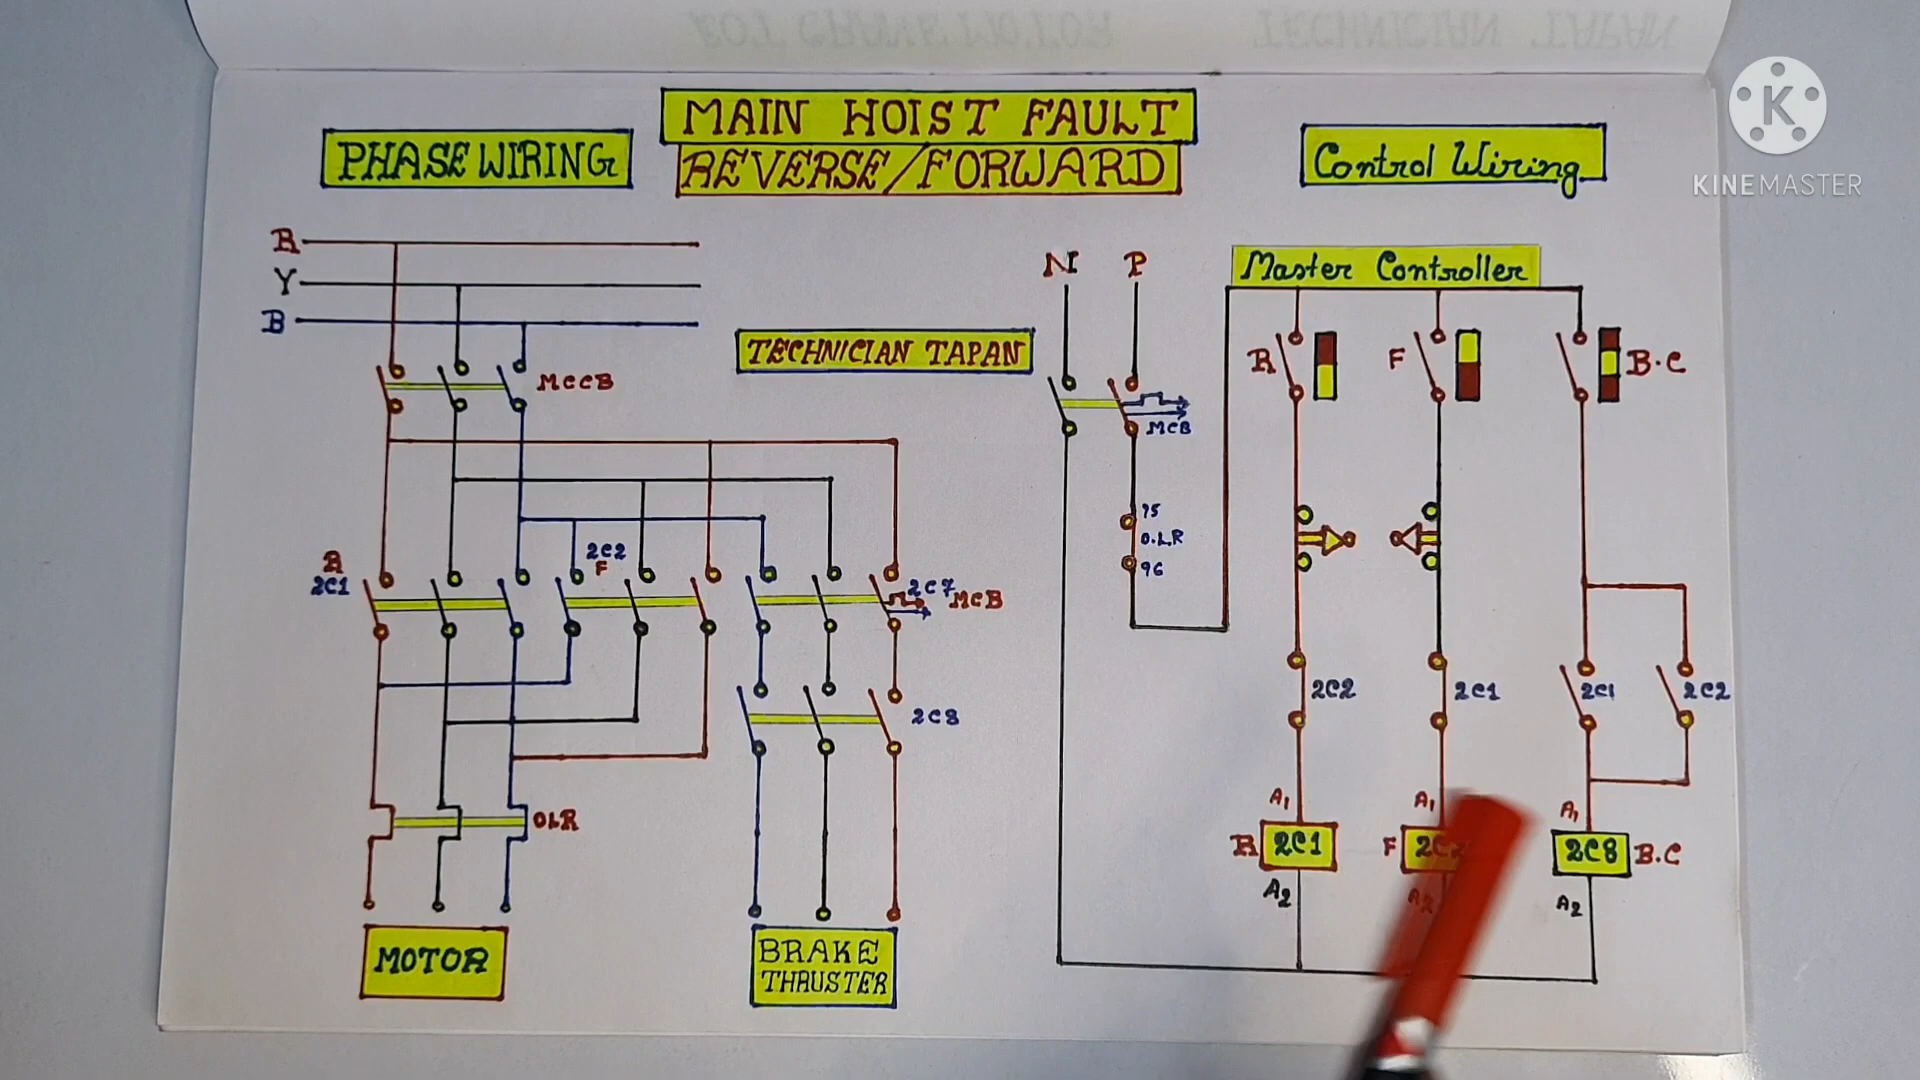 MAIN HOIST FAULT
REVERSE/FORWARD
PHASE WIRING
Control Wiring
K
KINEMASTER
R
Y
B
TECHNICIAN TAPAN
MCCB
R
2C1
2C2
F
2C7
MCB
2C8
OLR
MOTOR
BRAKE
THRUSTER
N P
MCB
95
O.L.R
96
Master Controller
R
F
B.C
2C2
2C1
2C1
2C2
A1
A1
A1
R 2C1
F
2C8 B.C
A2
A2
A2